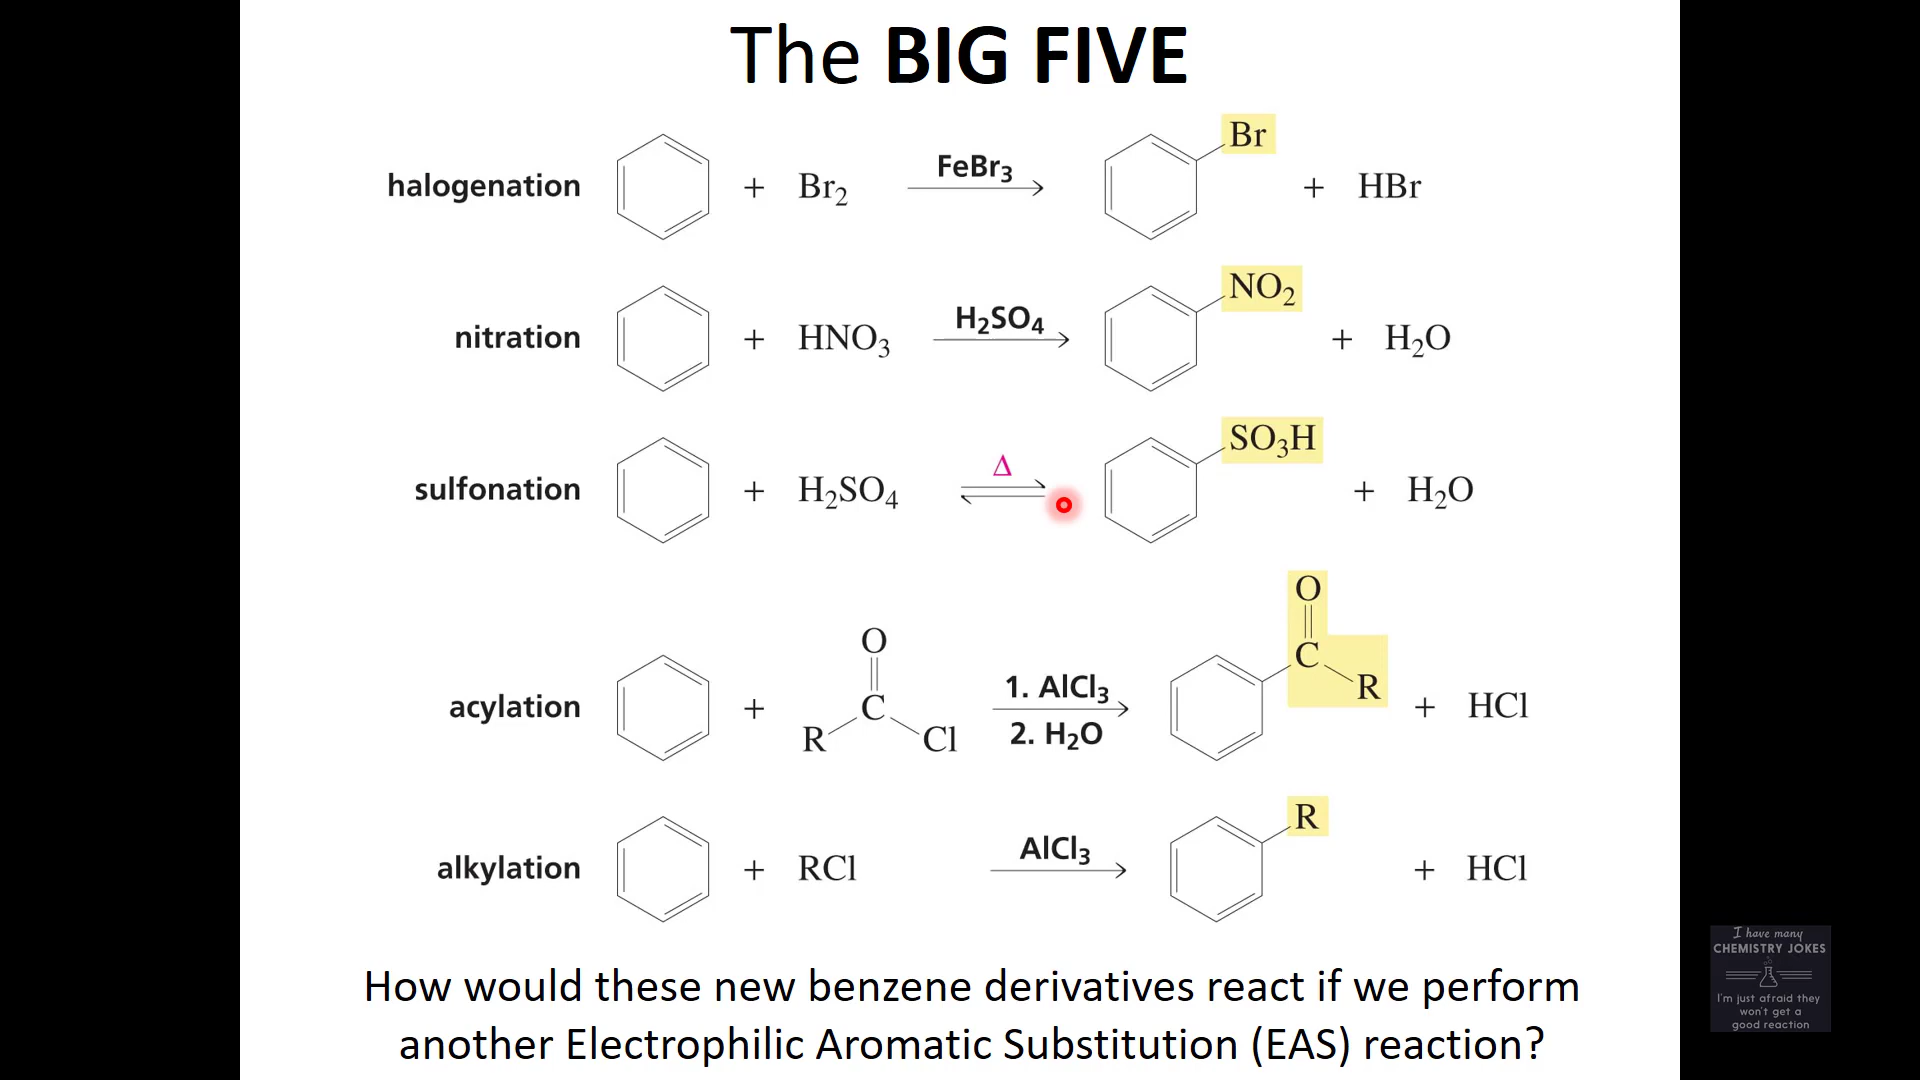 The BIG FIVE
halogenation + Br₂ FeBr₃ Br + HBr
nitration + HNO₃ H₂SO₄ NO₂ + H₂O
sulfonation + H₂SO₄ Δ SO₃H + H₂O
acylation + O C R Cl 1. AlCl₃ 2. H₂O O C R + HCl
alkylation + RCl AlCl₃ R + HCl
How would these new benzene derivatives react if we perform
another Electrophilic Aromatic Substitution (EAS) reaction?
I have many
CHEMISTRY JOKES
I'm just afraid they
won't get a
good reaction